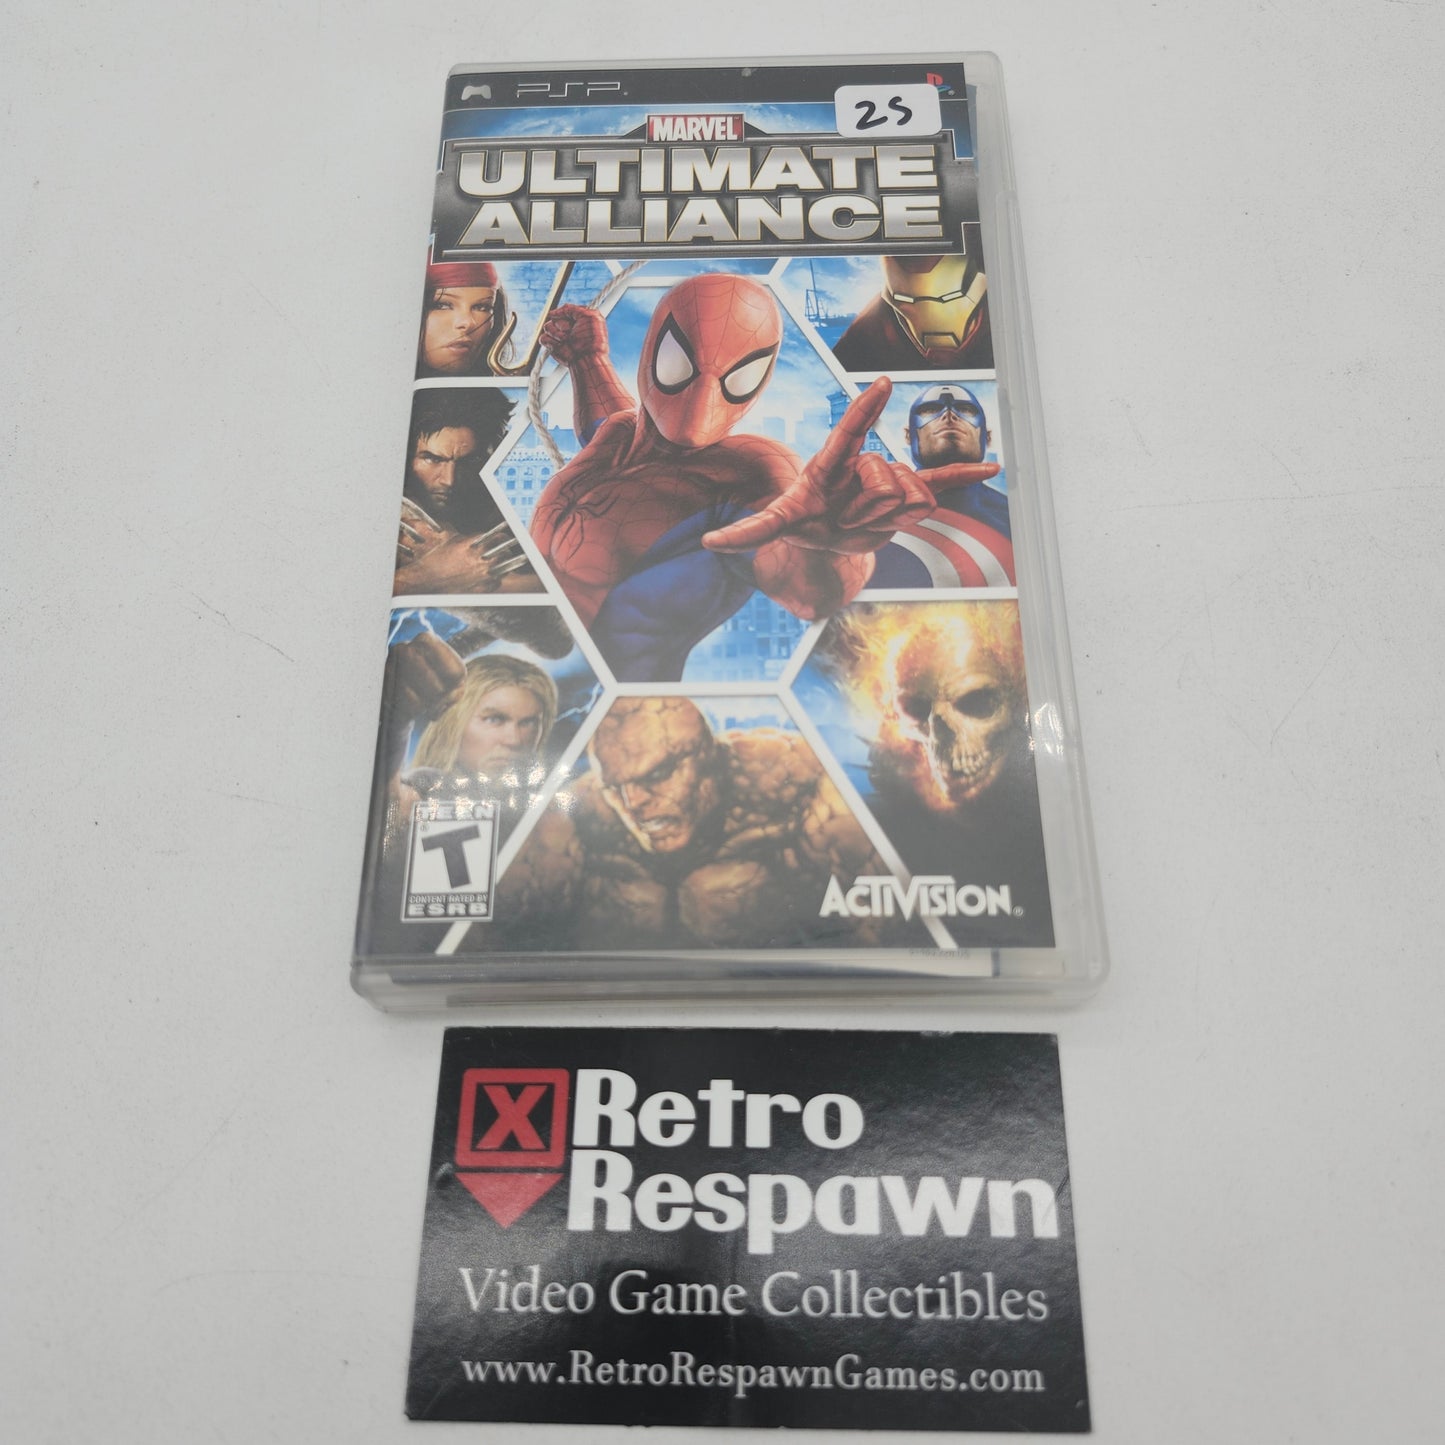 PSP
25
MARVEL
ULTIMATE
ALLIANCE
TEEN
T
CONTENT RATED BY
ESRB
ACTIVISION
Retro
Respawn
Video Game Collectibles
www.RetroRespawnGames.com